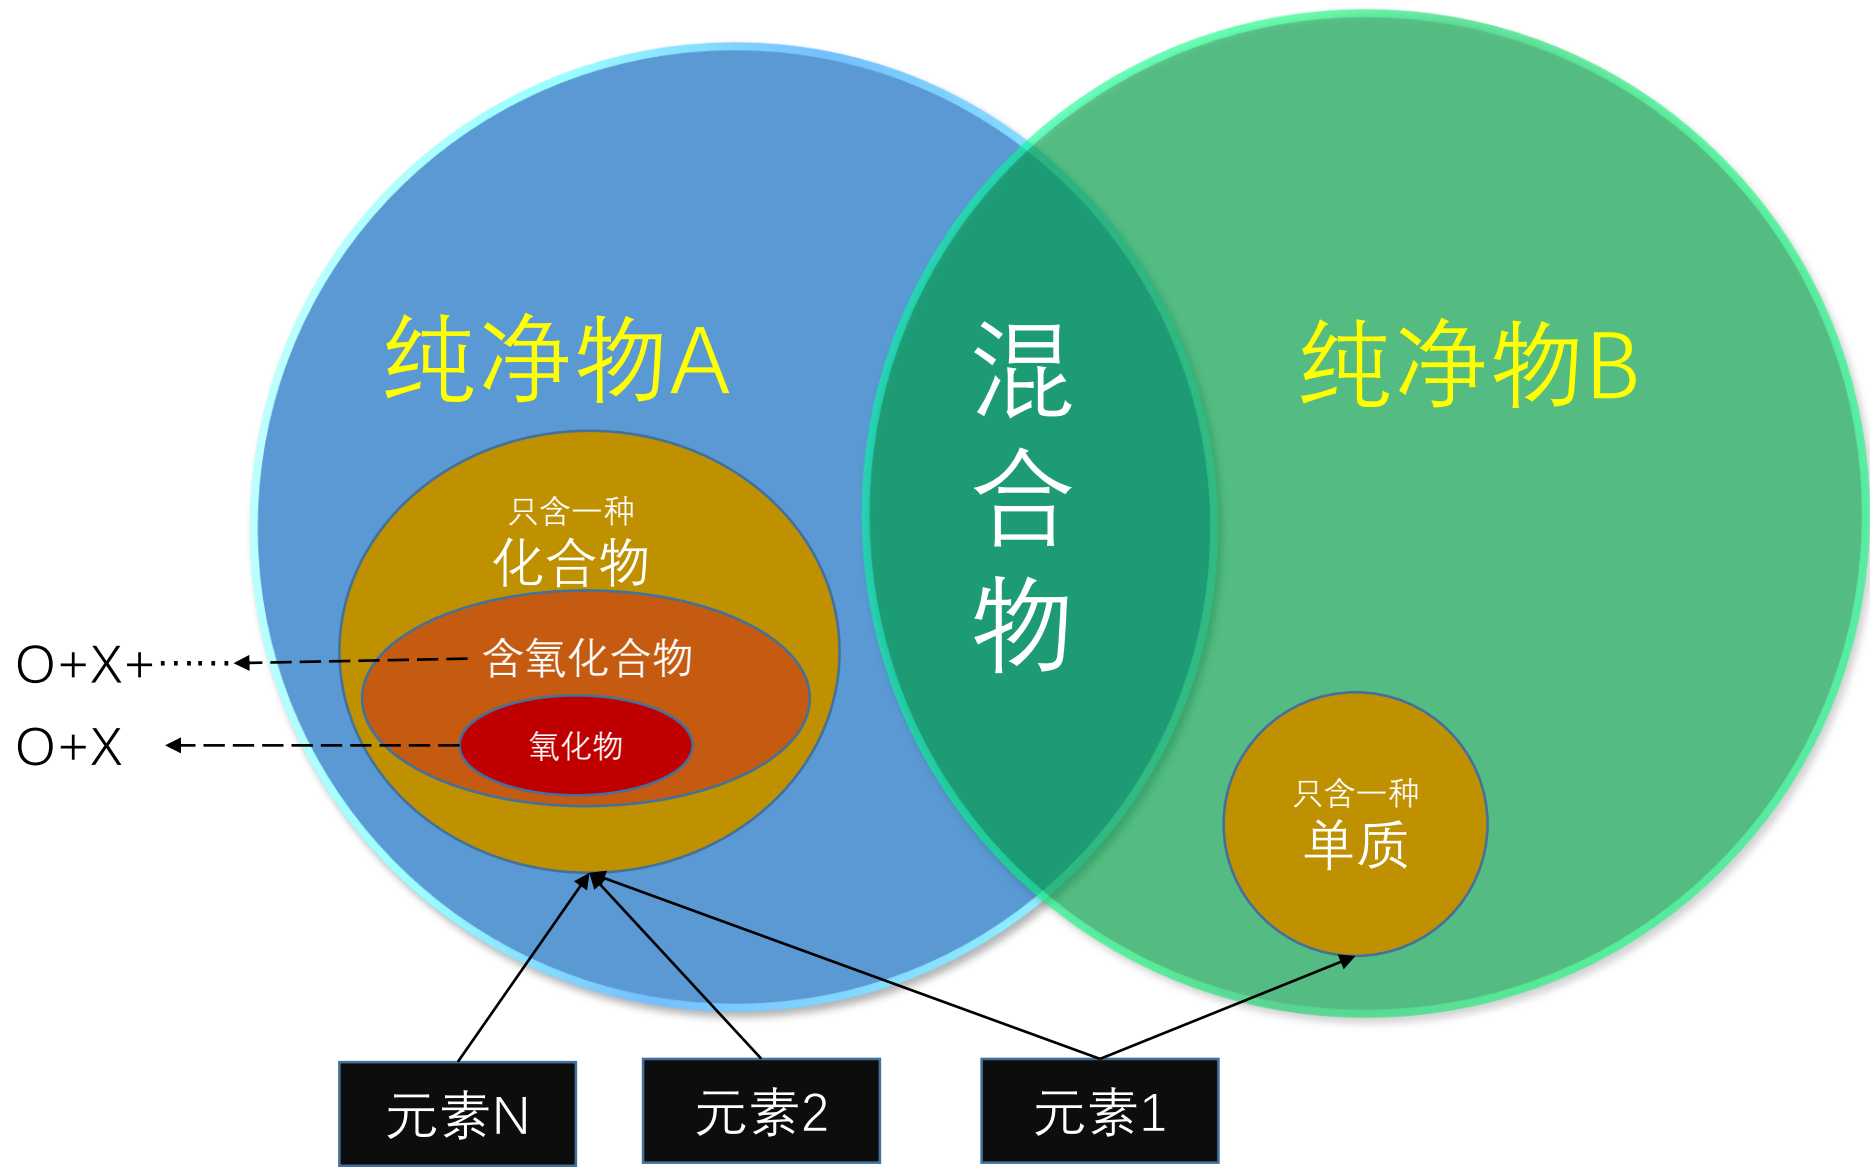 纯净物A
混
合
物
纯净物B
只含一种
化合物
含氧化合物
氧化物
O+X+······
O+X
只含一种
单质
元素N
元素2
元素1